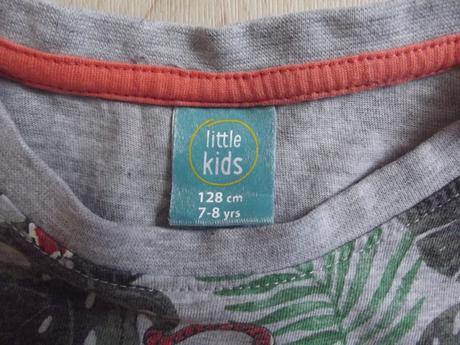 little
kids
128 cm
7-8 yrs